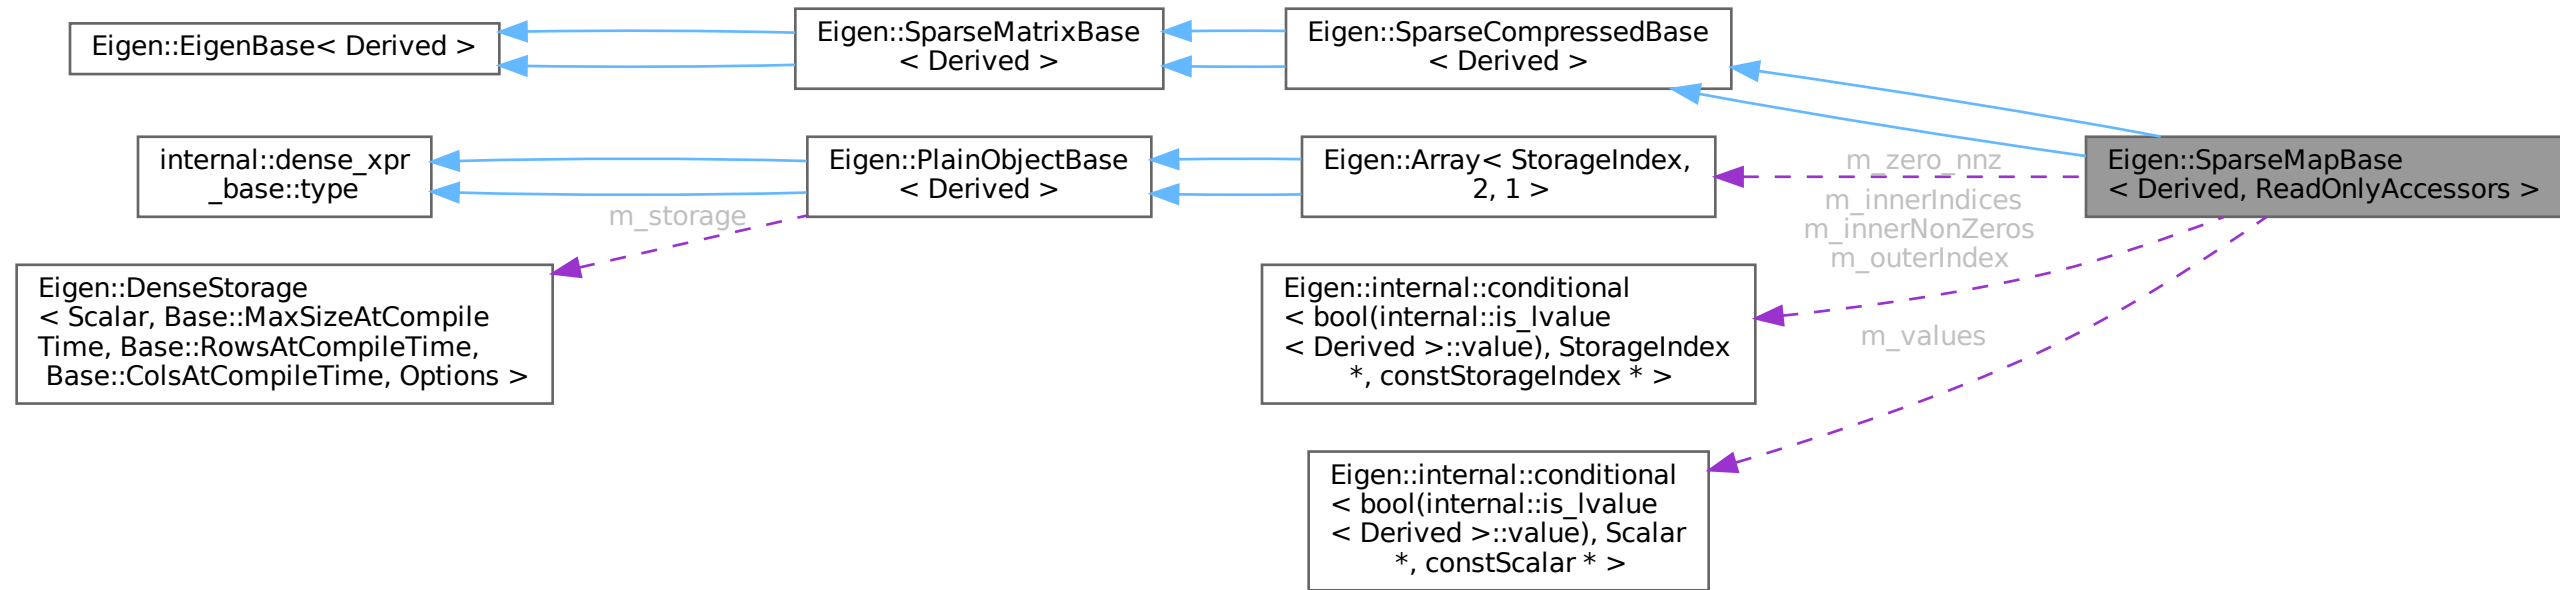 Eigen::EigenBase< Derived >
Eigen::SparseMatrixBase
< Derived >
Eigen::SparseCompressedBase
< Derived >
internal::dense_xpr
_base::type
Eigen::PlainObjectBase
< Derived >
Eigen::Array< StorageIndex,
2, 1 >
m_zero_nnz
Eigen::SparseMapBase
< Derived, ReadOnlyAccessors >
m_storage
m_innerIndices
m_innerNonZeros
m_outerIndex
Eigen::DenseStorage
< Scalar, Base::MaxSizeAtCompile
Time, Base::RowsAtCompileTime,
Base::ColsAtCompileTime, Options >
Eigen::internal::conditional
< bool(internal::is_lvalue
< Derived >::value), StorageIndex
*, constStorageIndex * >
m_values
Eigen::internal::conditional
< bool(internal::is_lvalue
< Derived >::value), Scalar
*, constScalar * >